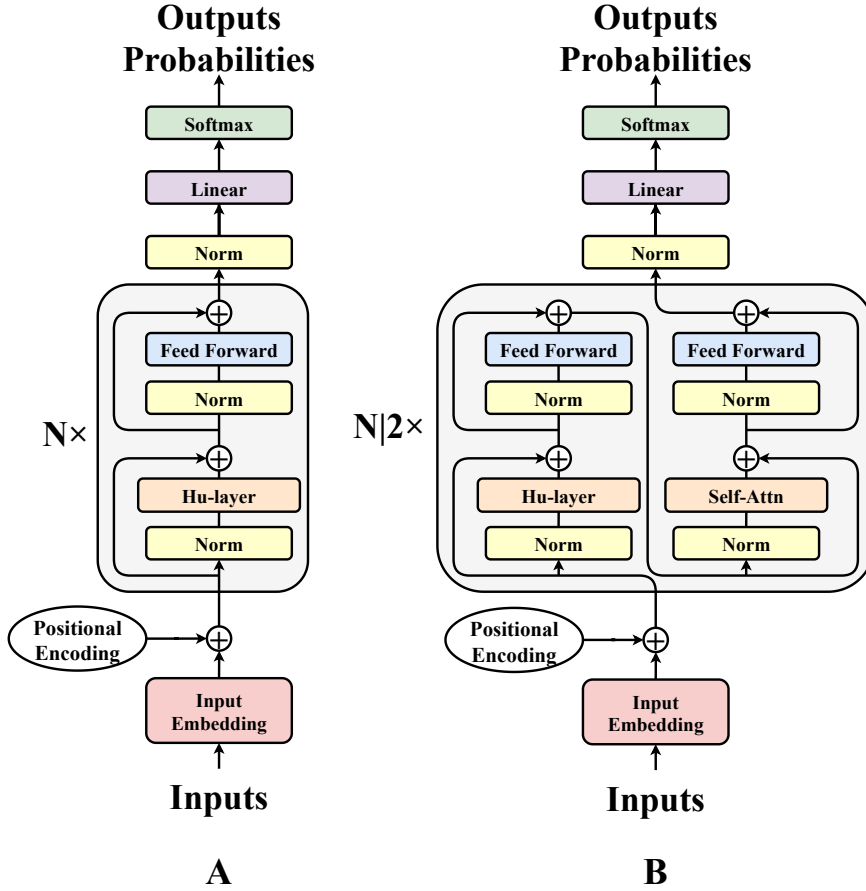 Outputs
Probabilities
Softmax
Linear
Norm
Feed Forward
Norm
N×
Hu-layer
Norm
Positional
Encoding
Input
Embedding
Inputs
A
Outputs
Probabilities
Softmax
Linear
Norm
Feed Forward
Feed Forward
Norm
Norm
N|2×
Hu-layer
Self-Attn
Norm
Norm
Positional
Encoding
Input
Embedding
Inputs
B